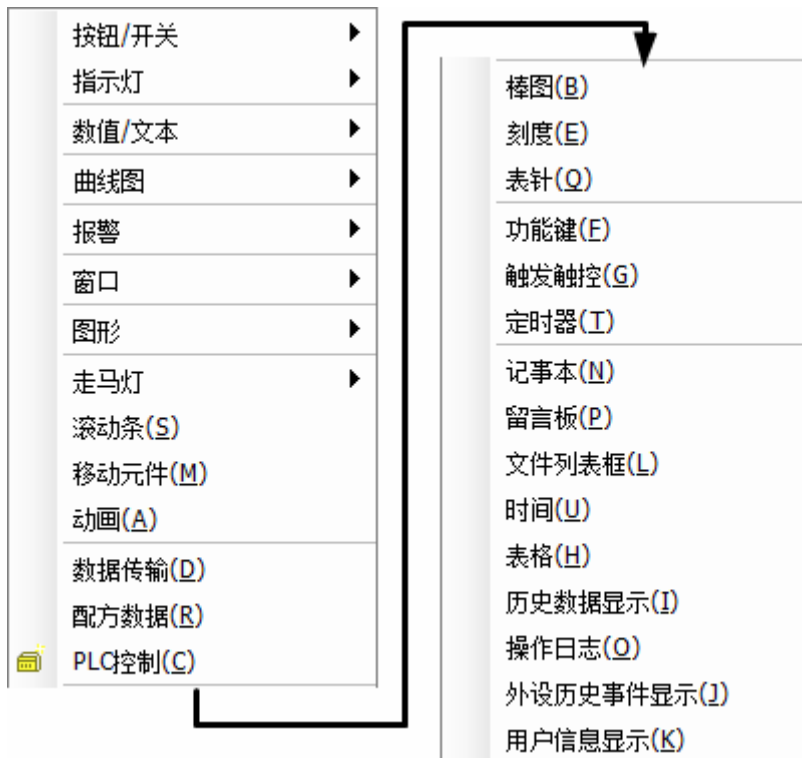 按钮/开关
指示灯
数值/文本
曲线图
报警
窗口
图形
走马灯
滚动条(S)
移动元件(M)
动画(A)
数据传输(D)
配方数据(R)
PLC控制(C)
棒图(B)
刻度(E)
表针(Q)
功能键(F)
触发触控(G)
定时器(T)
记事本(N)
留言板(P)
文件列表框(L)
时间(U)
表格(H)
历史数据显示(I)
操作日志(O)
外设历史事件显示(J)
用户信息显示(K)